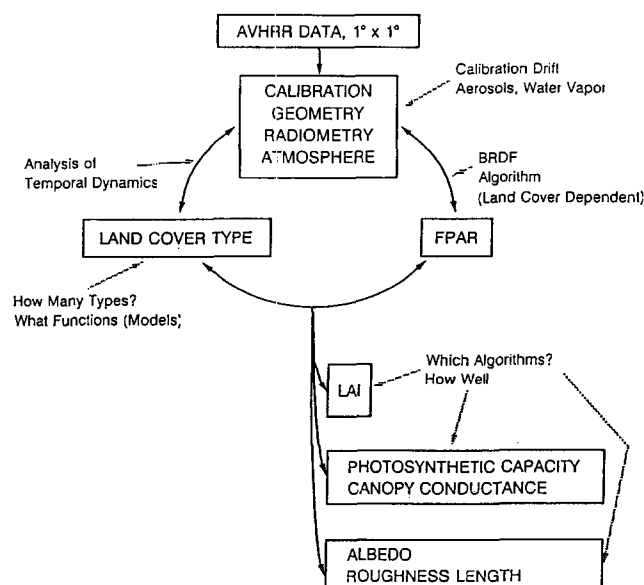 AVHRR DATA, 1° x 1°
CALIBRATION
GEOMETRY
RADIOMETRY
ATMOSPHERE
Calibration Drift
Aerosols, Water Vapor
Analysis of
Temporal Dynamics
BRDF
Algorithm
(Land Cover Dependent)
LAND COVER TYPE
FPAR
How Many Types?
What Functions (Models)
Which Algorithms?
How Well
LAI
PHOTOSYNTHETIC CAPACITY
CANOPY CONDUCTANCE
ALBEDO
ROUGHNESS LENGTH